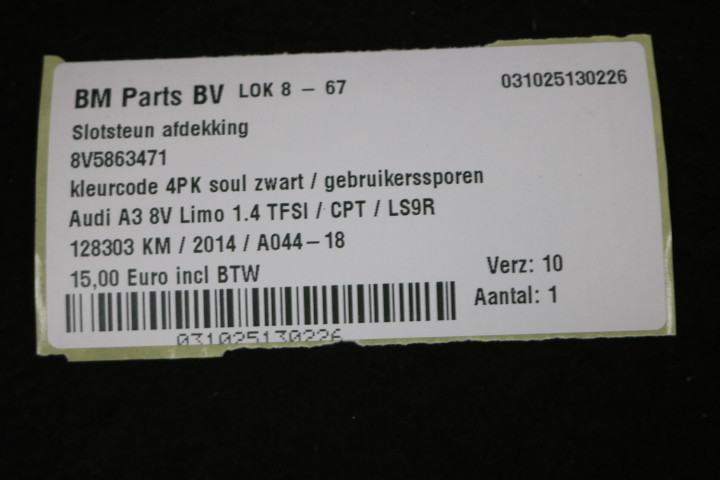 BM Parts BV LOK 8 - 67 031025130226
Slotsteun afdekking
8V5863471
kleurcode 4PK soul zwart / gebruikerssporen
Audi A3 8V Limo 1.4 TFSI / CPT / LS9R
128303 KM / 2014 / A044-18
15,00 Euro incl BTW Verz: 10
Aantal: 1
031025130226